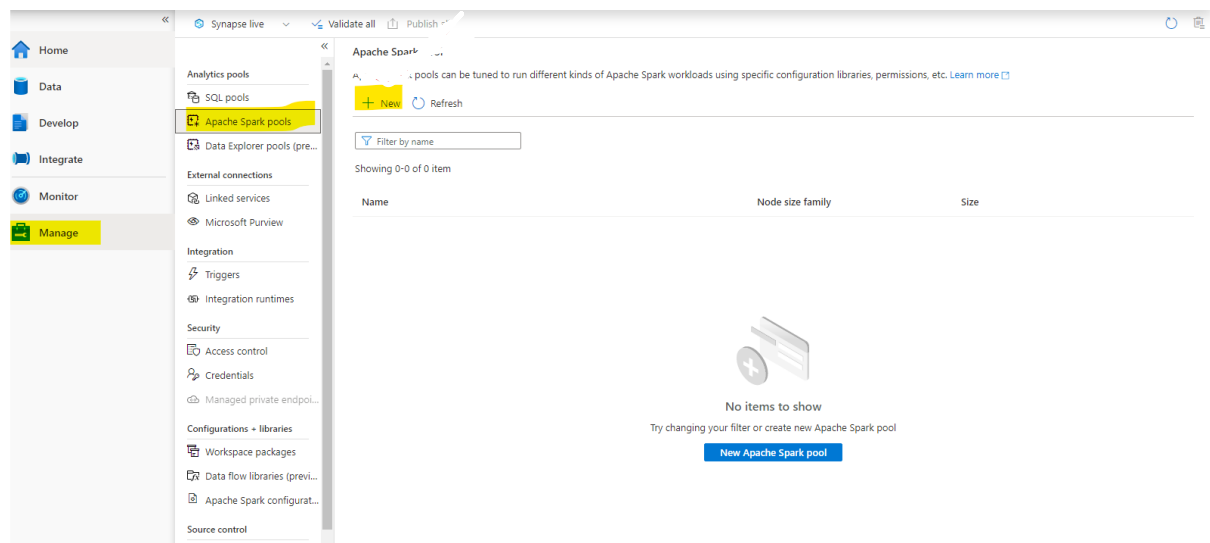 Synapse live
Validate all
Publish
Home
Data
Develop
Integrate
Monitor
Manage
Analytics pools
SQL pools
Apache Spark pools
Data Explorer pools (pre...
External connections
Linked services
Microsoft Purview
Integration
Triggers
Integration runtimes
Security
Access control
Credentials
Managed private endpoi...
Configurations + libraries
Workspace packages
Data flow libraries (previ...
Apache Spark configurat...
Source control
Apache Spark
pools can be tuned to run different kinds of Apache Spark workloads using specific configuration libraries, permissions, etc. Learn more
New
Refresh
Filter by name
Showing 0-0 of 0 item
Name Node size family Size
No items to show
Try changing your filter or create new Apache Spark pool
New Apache Spark pool